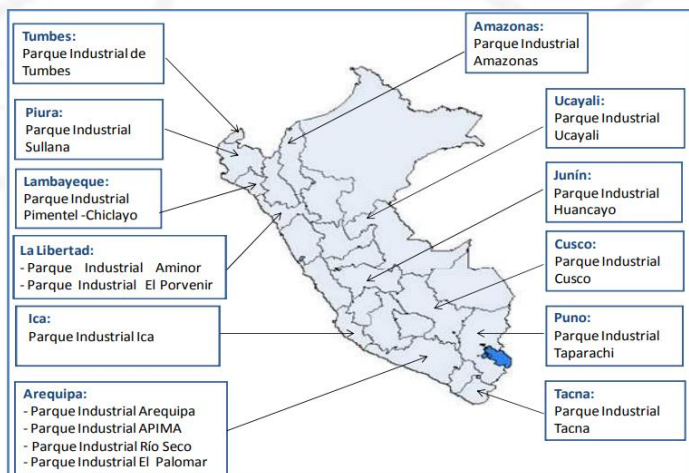 Tumbes:
Parque Industrial de
Tumbes
Piura:
Parque Industrial
Sullana
Lambayeque:
Parque Industrial
Pimentel -Chiclayo
La Libertad:
- Parque Industrial Aminor
- Parque Industrial El Porvenir
Ica:
Parque Industrial Ica
Arequipa:
- Parque Industrial Arequipa
- Parque Industrial APIMA
- Parque Industrial Río Seco
- Parque Industrial El Palomar
Amazonas:
Parque Industrial
Amazonas
Ucayali:
Parque Industrial
Ucayali
Junín:
Parque Industrial
Huancayo
Cusco:
Parque Industrial
Cusco
Puno:
Parque Industrial
Taparachi
Tacna:
Parque Industrial
Tacna